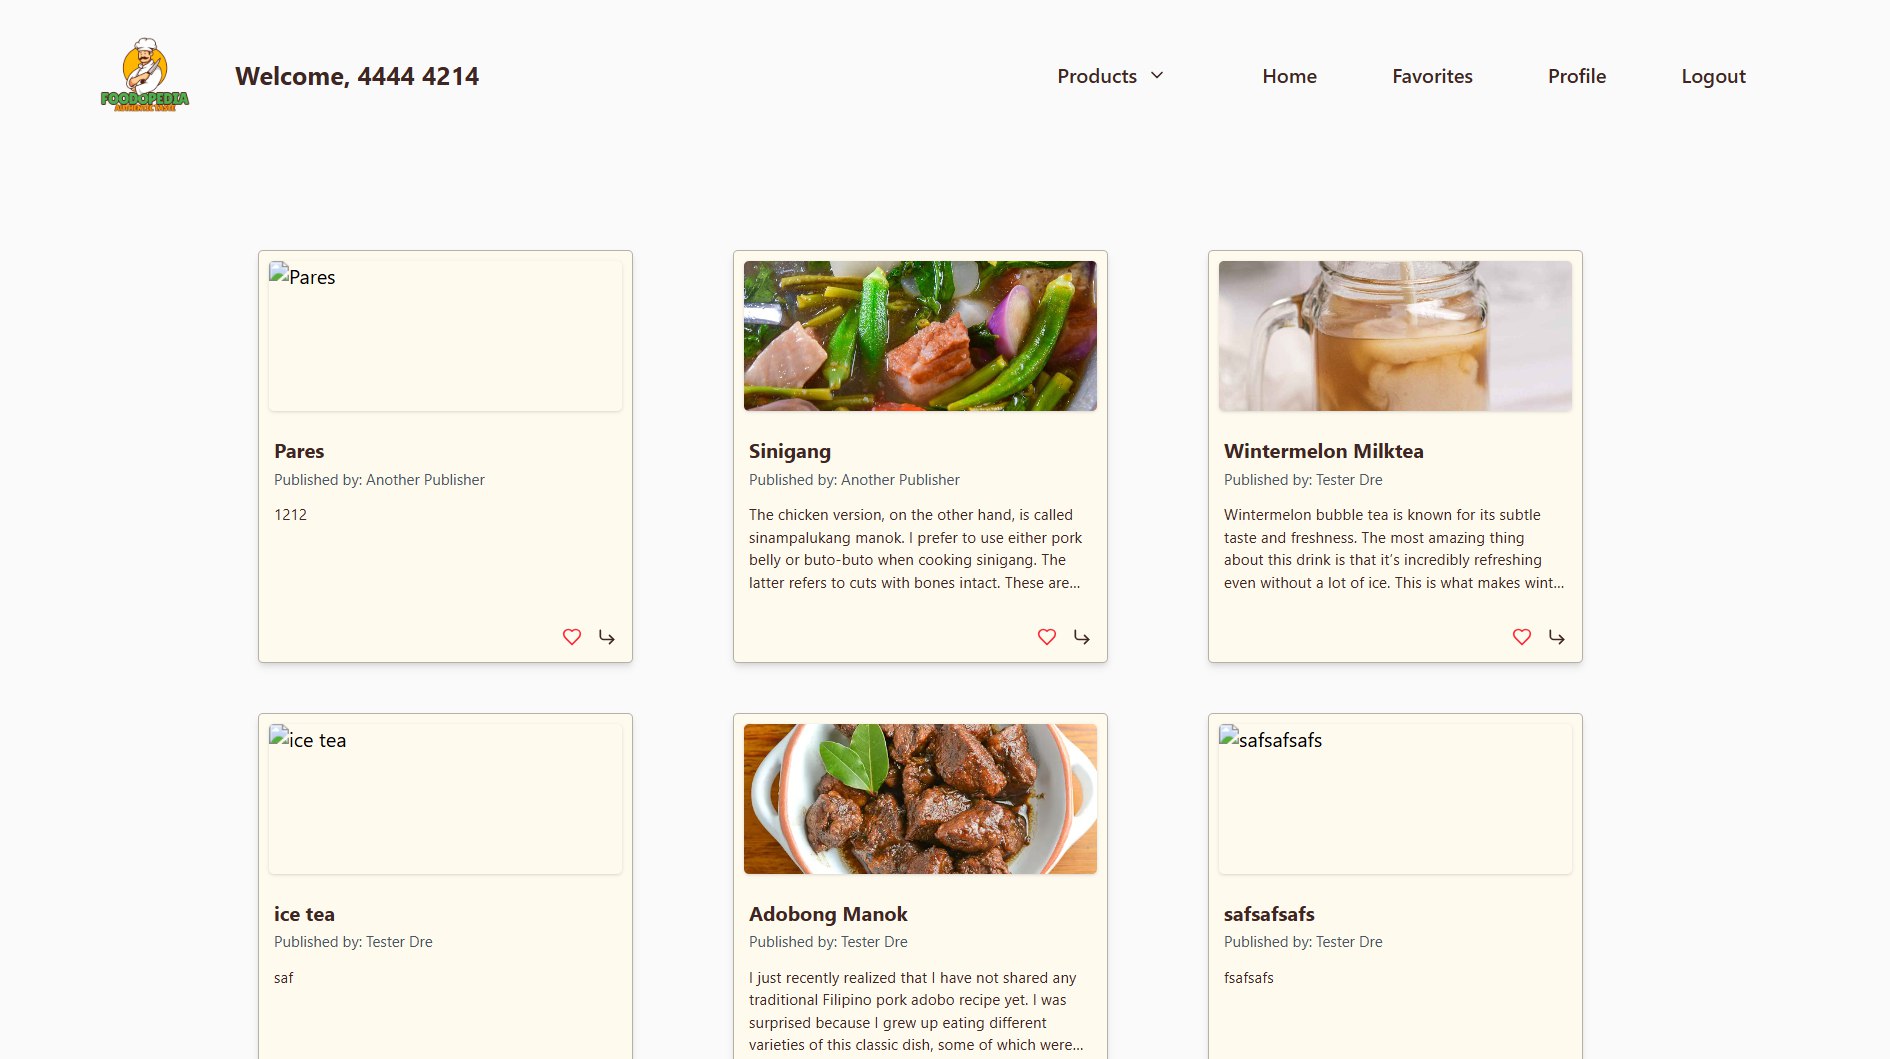 FOODOPEDIA
AUTHENTIC TASTE
Welcome, 4444 4214
Products
Home
Favorites
Profile
Logout
Pares
Pares
Published by: Another Publisher
1212
Sinigang
Published by: Another Publisher
The chicken version, on the other hand, is called
sinampalukang manok. I prefer to use either pork
belly or buto-buto when cooking sinigang. The
latter refers to cuts with bones intact. These are...
Wintermelon Milktea
Published by: Tester Dre
Wintermelon bubble tea is known for its subtle
taste and freshness. The most amazing thing
about this drink is that it’s incredibly refreshing
even without a lot of ice. This is what makes wint...
ice tea
ice tea
Published by: Tester Dre
saf
Adobong Manok
Published by: Tester Dre
I just recently realized that I have not shared any
traditional Filipino pork adobo recipe yet. I was
surprised because I grew up eating different
varieties of this classic dish, some of which were...
safsafsafs
safsafsafs
Published by: Tester Dre
fsafsafs